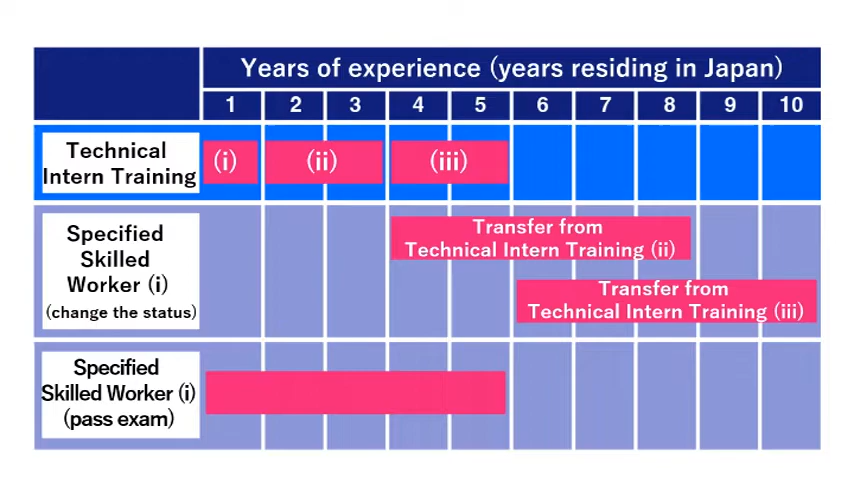 Years of experience (years residing in Japan)
1 2 3 4 5 6 7 8 9 10
Technical
Intern Training
(i) (ii) (iii)
Specified
Skilled
Worker (i)
(change the status)
Transfer from
Technical Intern Training (ii)
Transfer from
Technical Intern Training (iii)
Specified
Skilled Worker (i)
(pass exam)